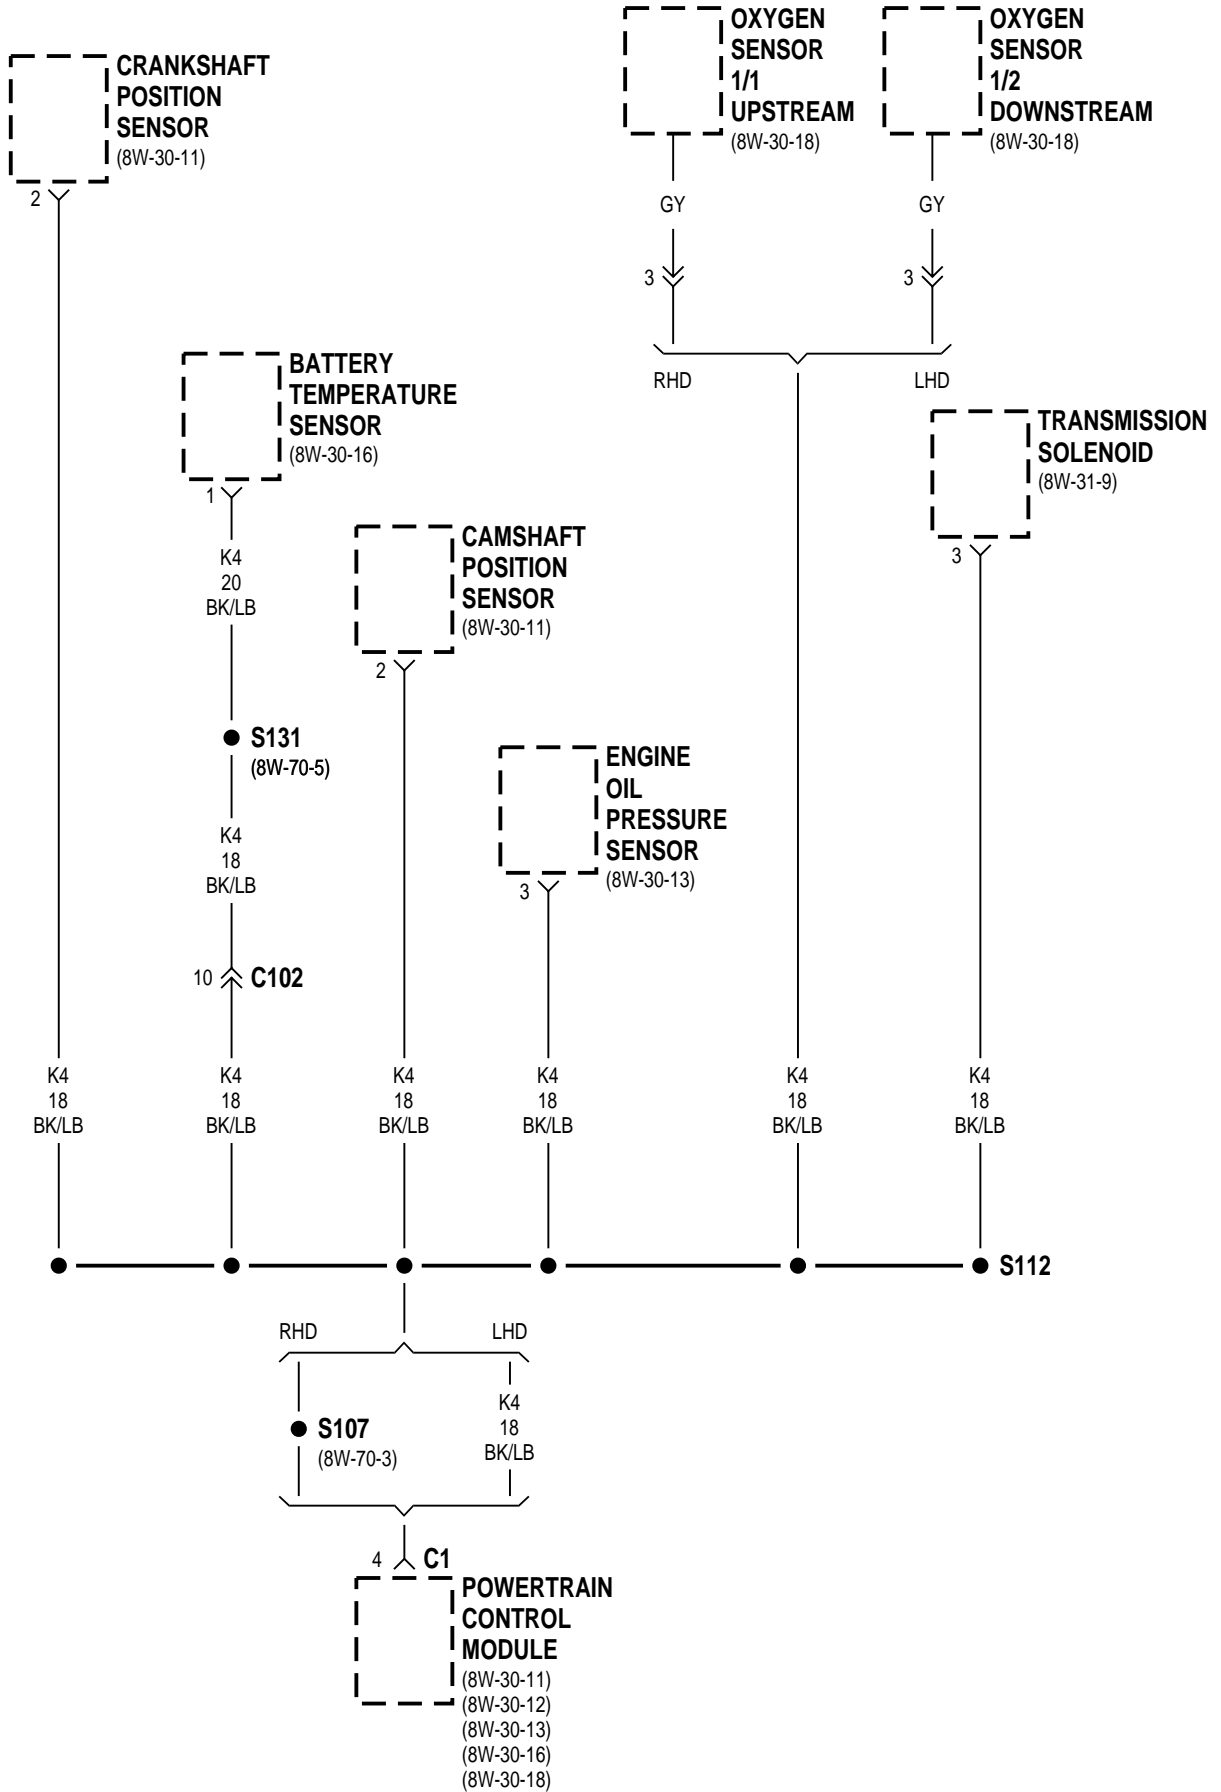 OXYGEN
SENSOR
1/1
UPSTREAM
(8W-30-18)
OXYGEN
SENSOR
1/2
DOWNSTREAM
(8W-30-18)
CRANKSHAFT
POSITION
SENSOR
(8W-30-11)
2
GY
GY
3
3
RHD
LHD
BATTERY
TEMPERATURE
SENSOR
(8W-30-16)
1
TRANSMISSION
SOLENOID
(8W-31-9)
3
K4
20
BK/LB
CAMSHAFT
POSITION
SENSOR
(8W-30-11)
2
S131
(8W-70-5)
K4
18
BK/LB
ENGINE
OIL
PRESSURE
SENSOR
(8W-30-13)
3
10
C102
K4
18
BK/LB
K4
18
BK/LB
K4
18
BK/LB
K4
18
BK/LB
K4
18
BK/LB
K4
18
BK/LB
S112
RHD
LHD
S107
(8W-70-3)
K4
18
BK/LB
4
C1
POWERTRAIN
CONTROL
MODULE
(8W-30-11)
(8W-30-12)
(8W-30-13)
(8W-30-16)
(8W-30-18)